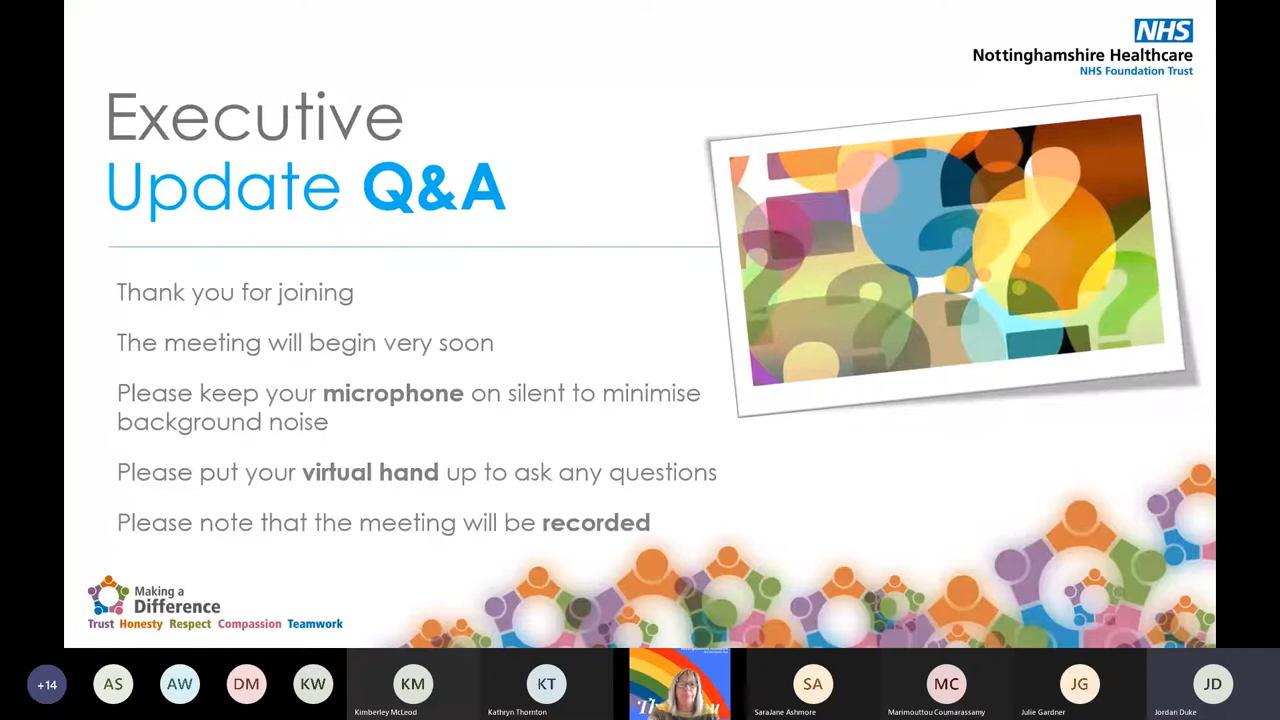 NHS
Nottinghamshire Healthcare
NHS Foundation Trust
Executive
Update Q&A
Thank you for joining
The meeting will begin very soon
Please keep your microphone on silent to minimise
background noise
Please put your virtual hand up to ask any questions
Please note that the meeting will be recorded
Making a
Difference
Trust Honesty Respect Compassion Teamwork
+14
AS
AW
DM
KW
KM
Kimberley McLeod
KT
Kathryn Thornton
SA
SaraJane Ashmore
MC
Marimouttou Coumarassamy
JG
Julie Gardner
JD
Jordan Duke